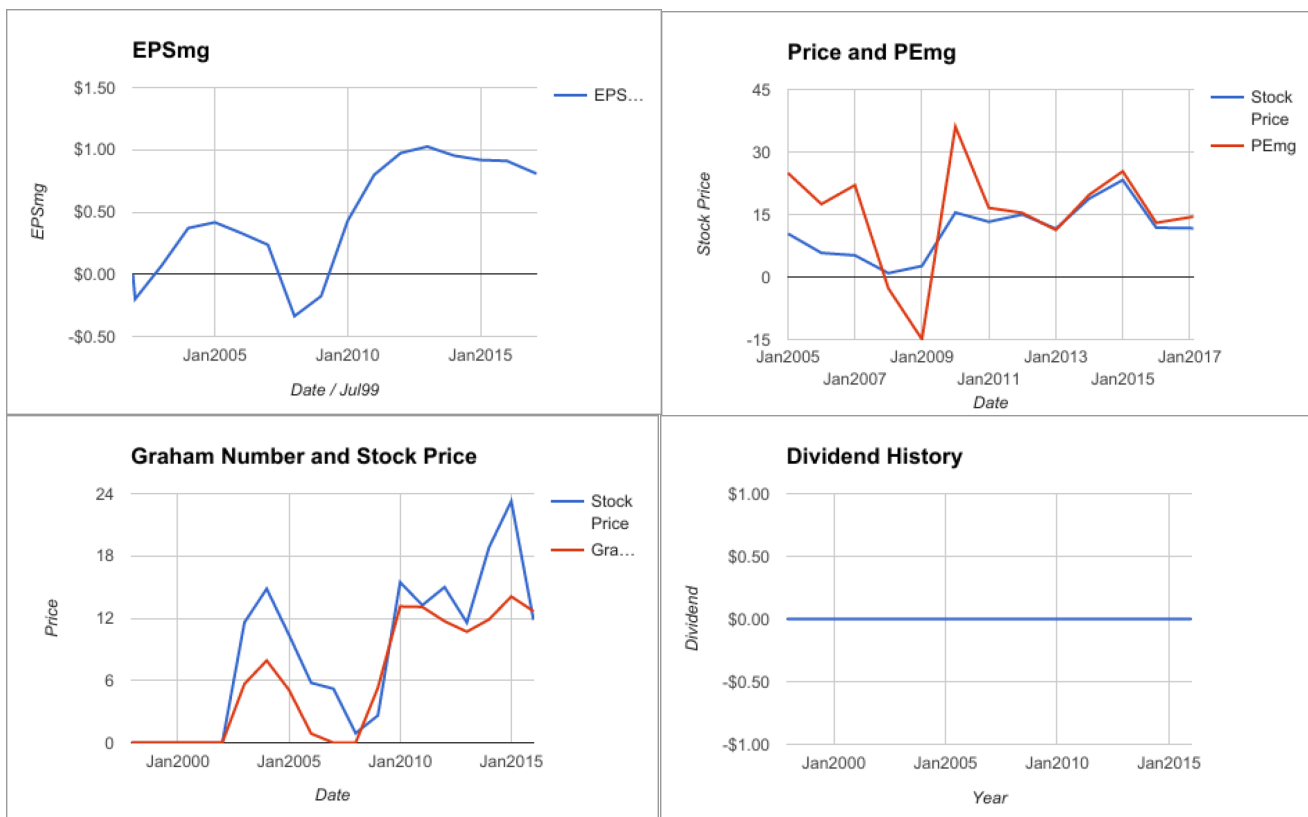 EPSmg
$1.50
$1.00
$0.50
$0.00
-$0.50
EPSmg
EPS…
Jan2005 Jan2010 Jan2015
Date / Jul99
Price and PEmg
45
30
15
0
-15
Stock Price
Stock
Price
PEmg
Jan2005 Jan2009 Jan2013 Jan2017
Jan2007 Jan2011 Jan2015
Date
Graham Number and Stock Price
24
18
12
6
0
Price
Stock
Price
Gra…
Jan2000 Jan2005 Jan2010 Jan2015
Date
Dividend History
$1.00
$0.50
$0.00
-$0.50
-$1.00
Dividend
Jan2000 Jan2005 Jan2010 Jan2015
Year